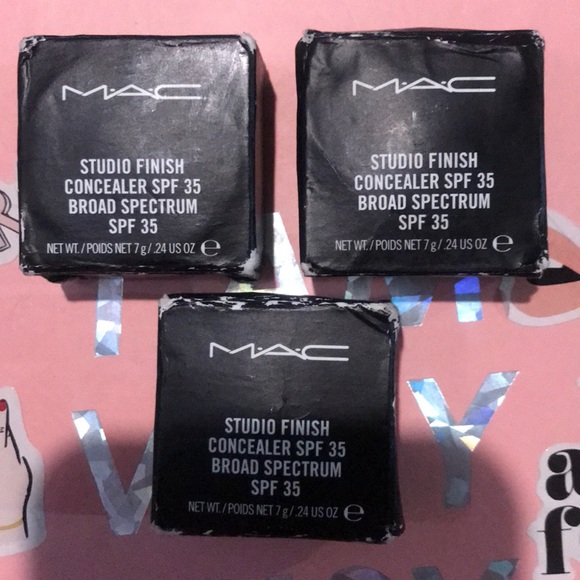 M·A·C
STUDIO FINISH
CONCEALER SPF 35
BROAD SPECTRUM
SPF 35
NET WT./POIDS NET 7 g/.24 US OZ e
M·A·C
STUDIO FINISH
CONCEALER SPF 35
BROAD SPECTRUM
SPF 35
NET WT./POIDS NET 7 g/.24 US OZ e
M·A·C
STUDIO FINISH
CONCEALER SPF 35
BROAD SPECTRUM
SPF 35
NET WT./POIDS NET 7 g/.24 US OZ e